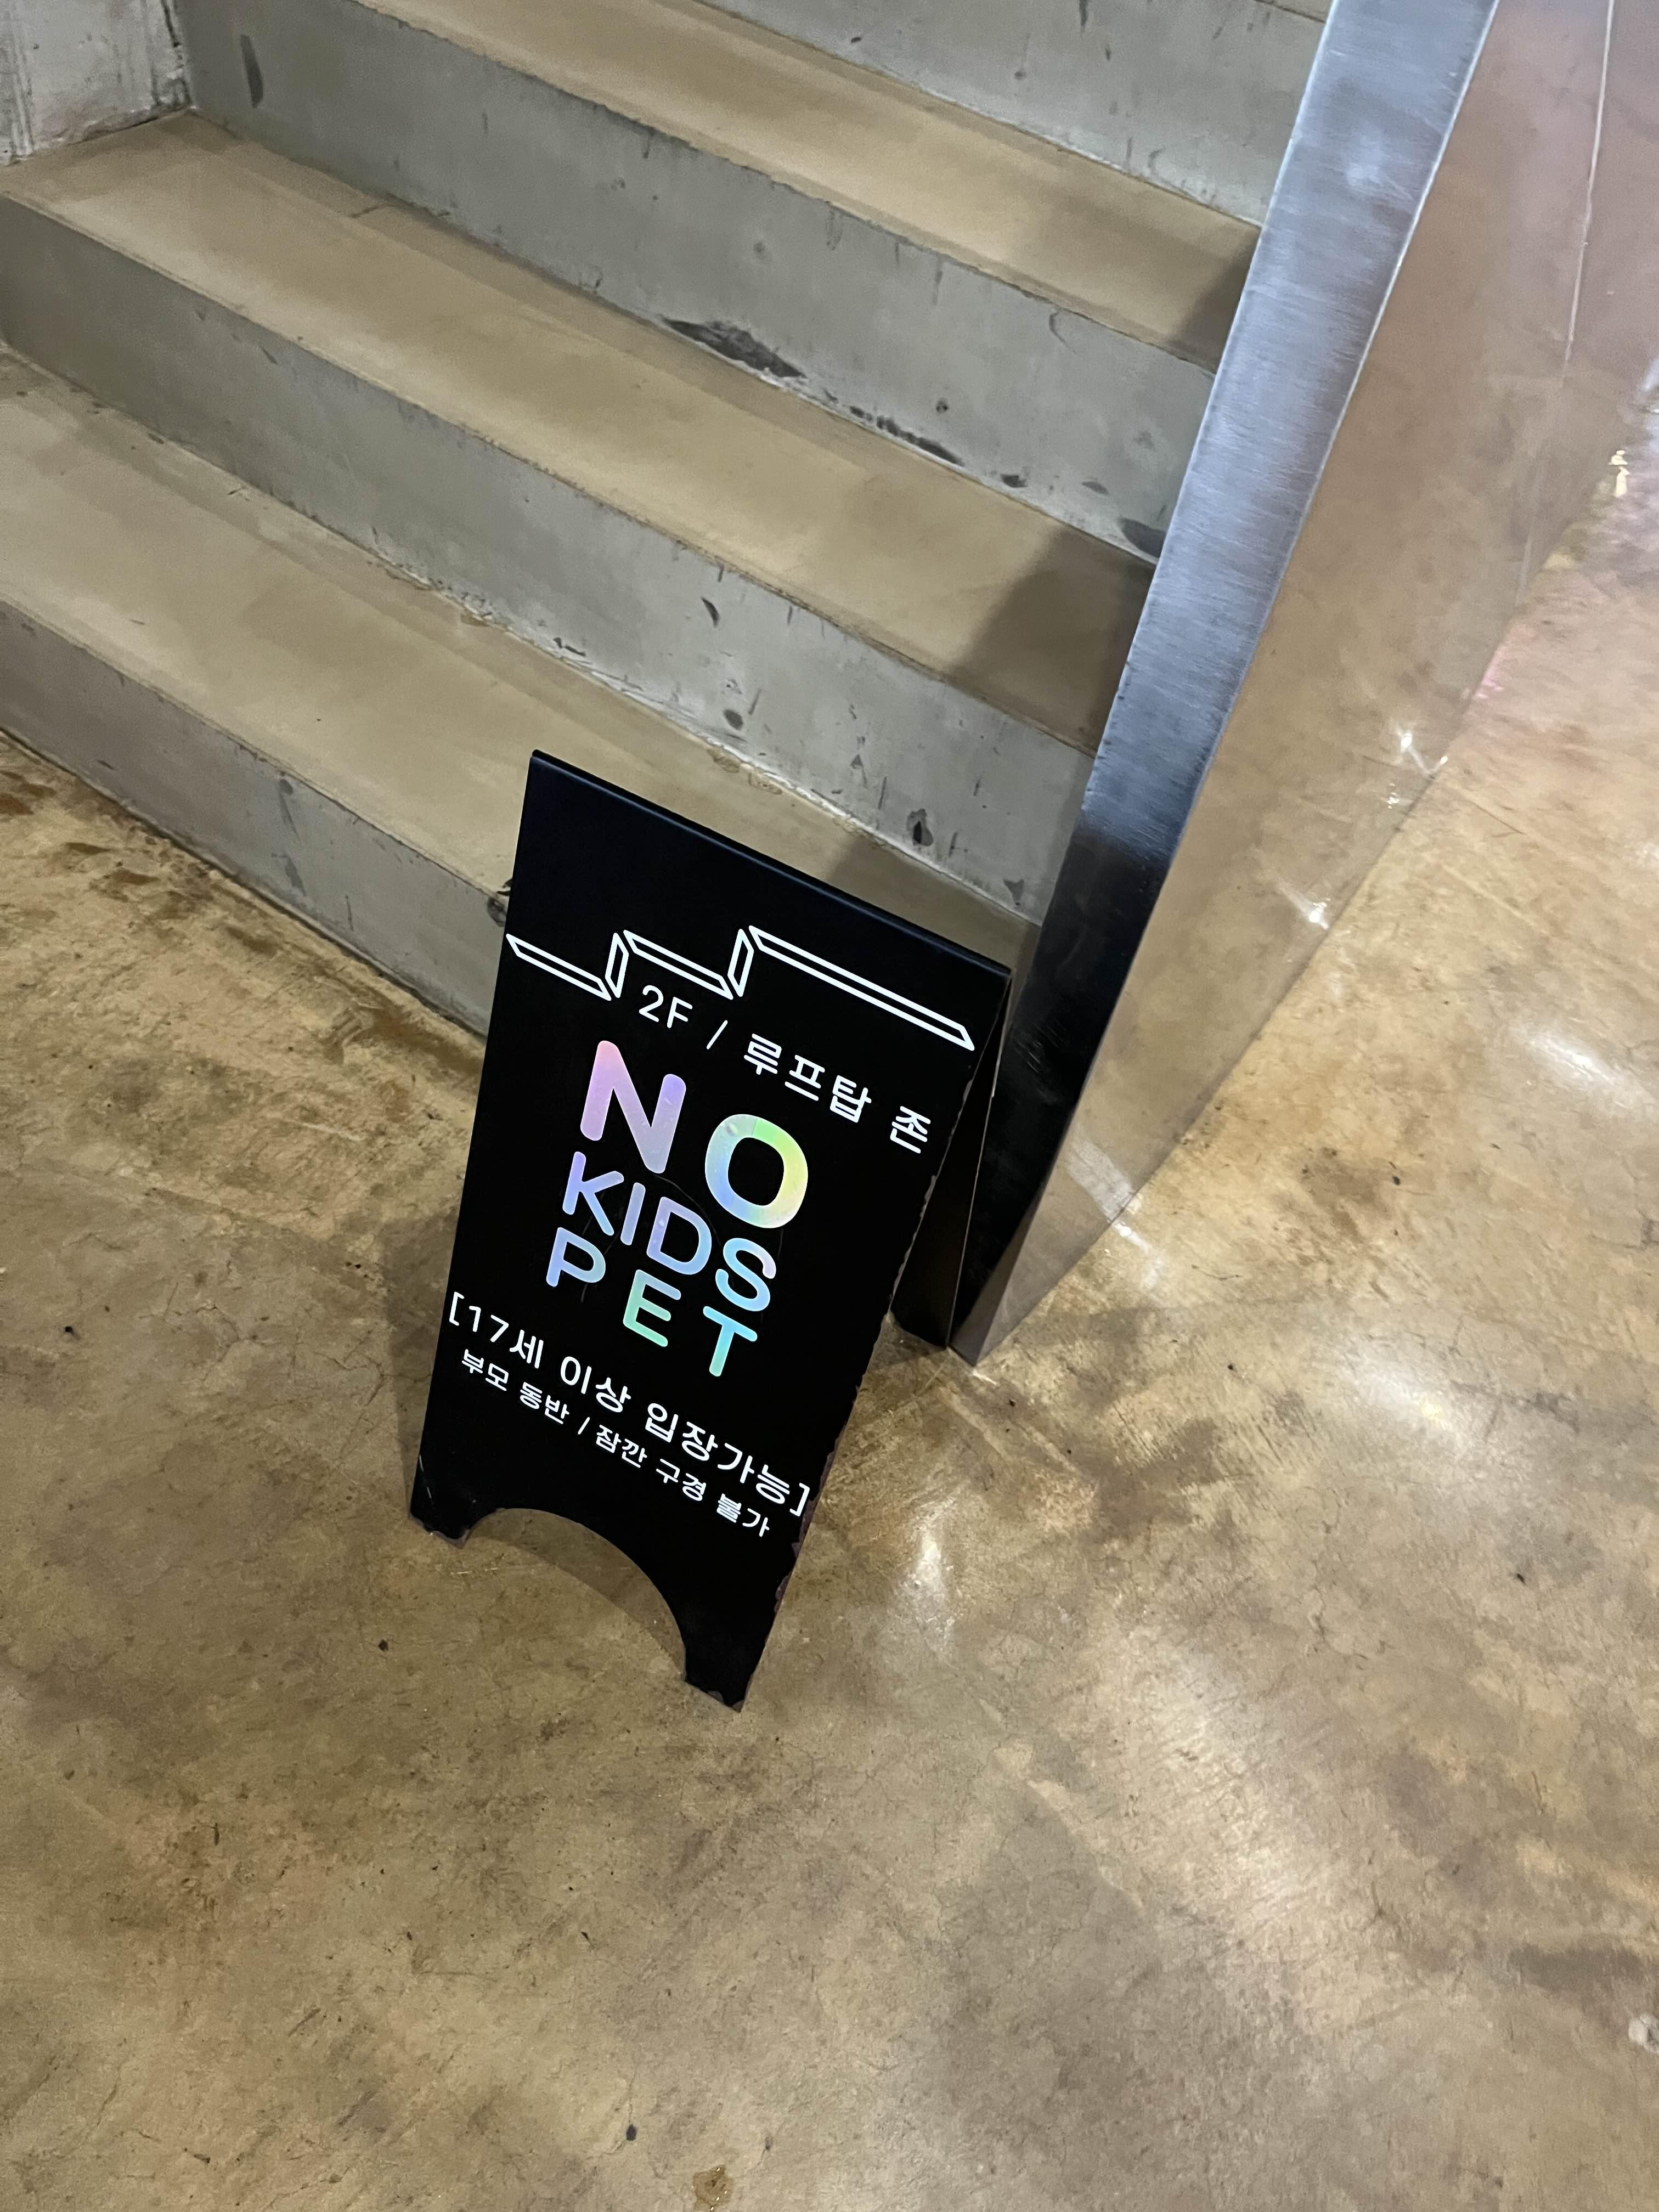 2F / 루프탑 존
NO
KIDS
PET
[17세 이상 입장가능]
부모 동반 / 잠깐 구경 불가